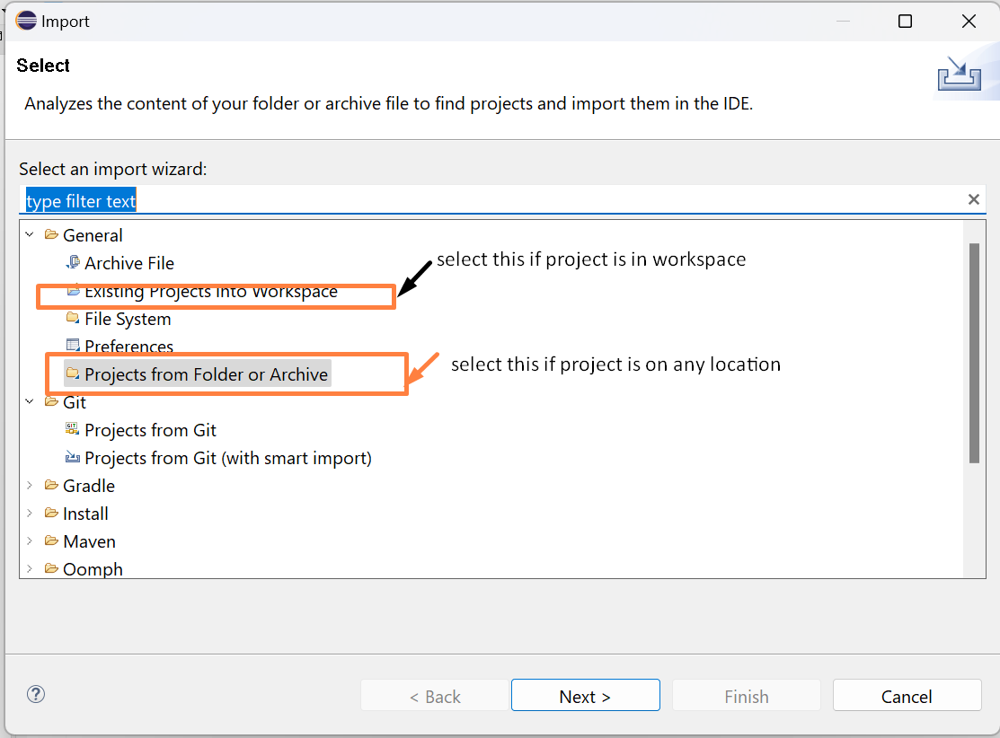 Import
Select
Analyzes the content of your folder or archive file to find projects and import them in the IDE.
Select an import wizard:
type filter text
General
Archive File
select this if project is in workspace
Existing Projects into Workspace
File System
Preferences
Projects from Folder or Archive
select this if project is on any location
Git
Projects from Git
Projects from Git (with smart import)
Gradle
Install
Maven
Oomph
?
< Back
Next >
Finish
Cancel